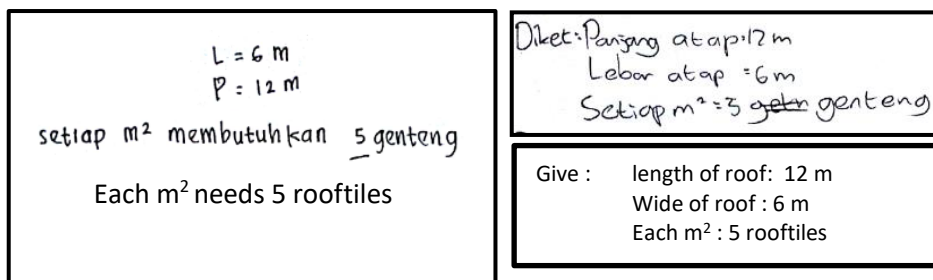 L = 6 m
P = 12 m
setiap m² membutuhkan 5 genteng
Each m² needs 5 rooftiles
Diket: Panjang atap: 12 m
Lebar atap = 6 m
Setiap m² = 5 genteng
Give : length of roof: 12 m
Wide of roof : 6 m
Each m² : 5 rooftiles